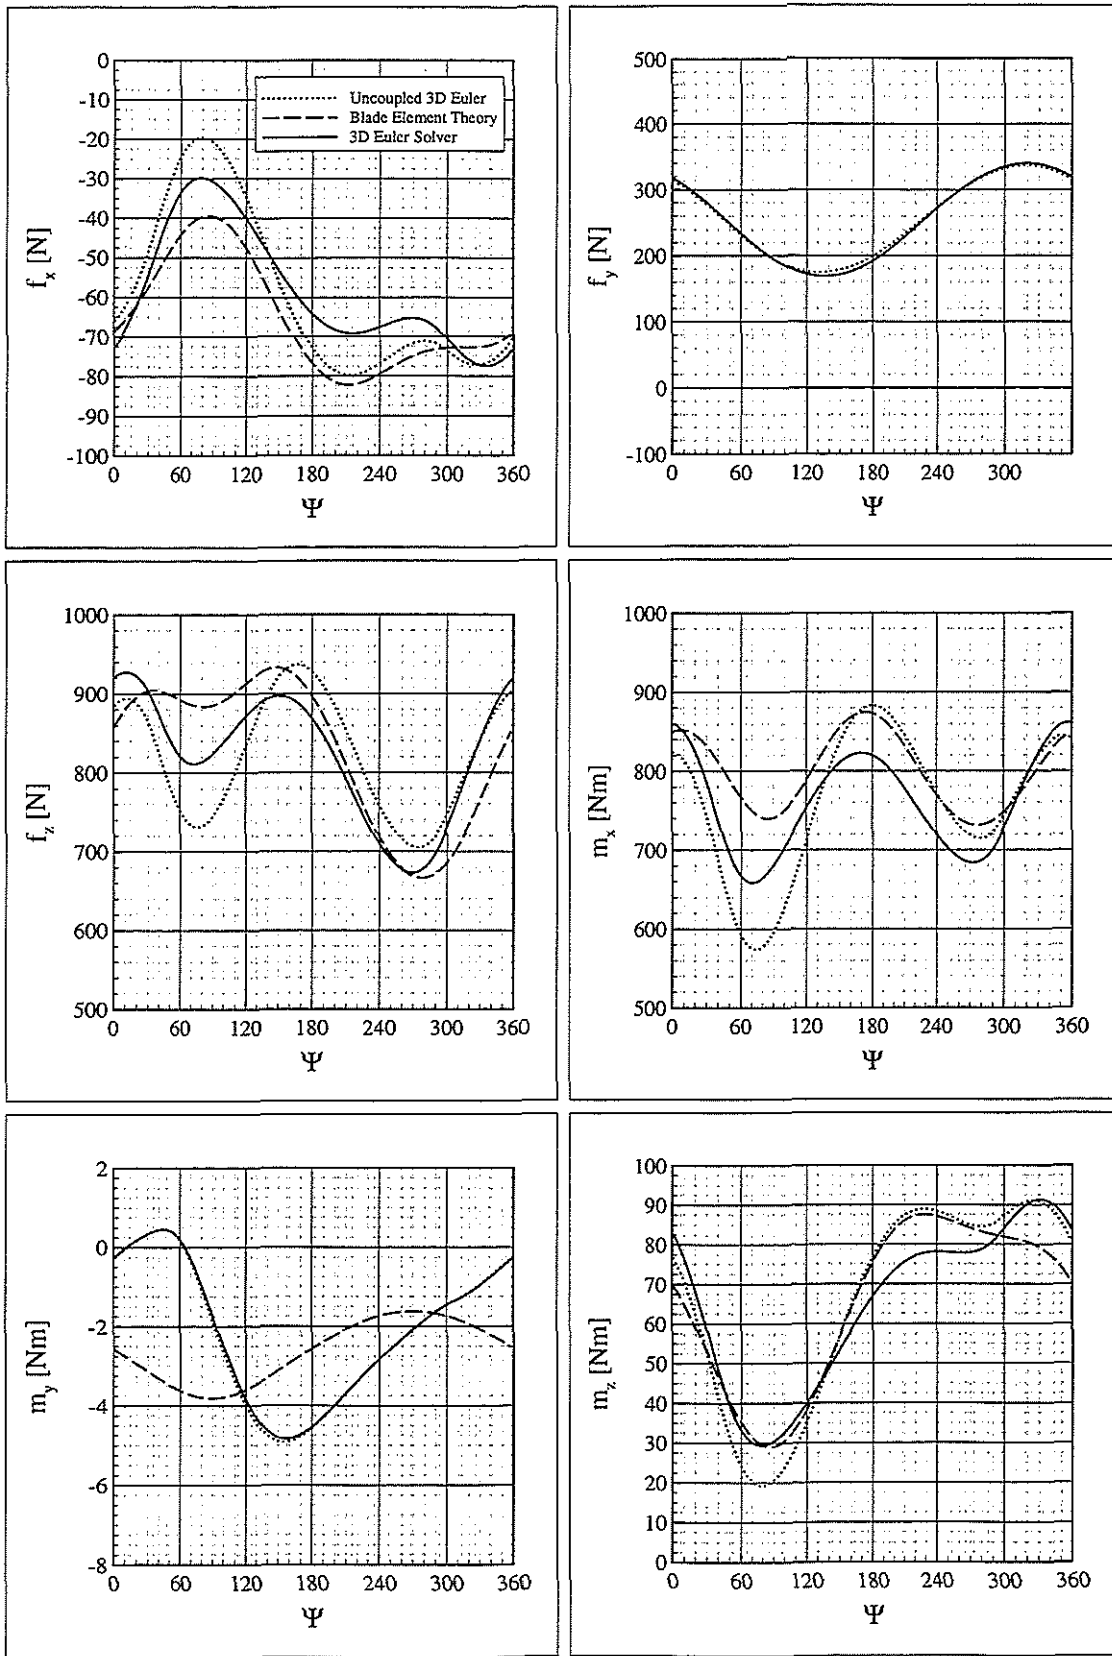 0
-10
-20
-30
-40
-50
-60
-70
-80
-90
-100
f_x [N]
Uncoupled 3D Euler
Blade Element Theory
3D Euler Solver
0 60 120 180 240 300 360
Ψ
500
400
300
200
100
0
-100
f_y [N]
0 60 120 180 240 300 360
Ψ
1000
900
800
700
600
500
f_z [N]
0 60 120 180 240 300 360
Ψ
1000
900
800
700
600
500
m_x [Nm]
0 60 120 180 240 300 360
Ψ
2
0
-2
-4
-6
-8
m_y [Nm]
0 60 120 180 240 300 360
Ψ
100
90
80
70
60
50
40
30
20
10
0
m_z [Nm]
0 60 120 180 240 300 360
Ψ